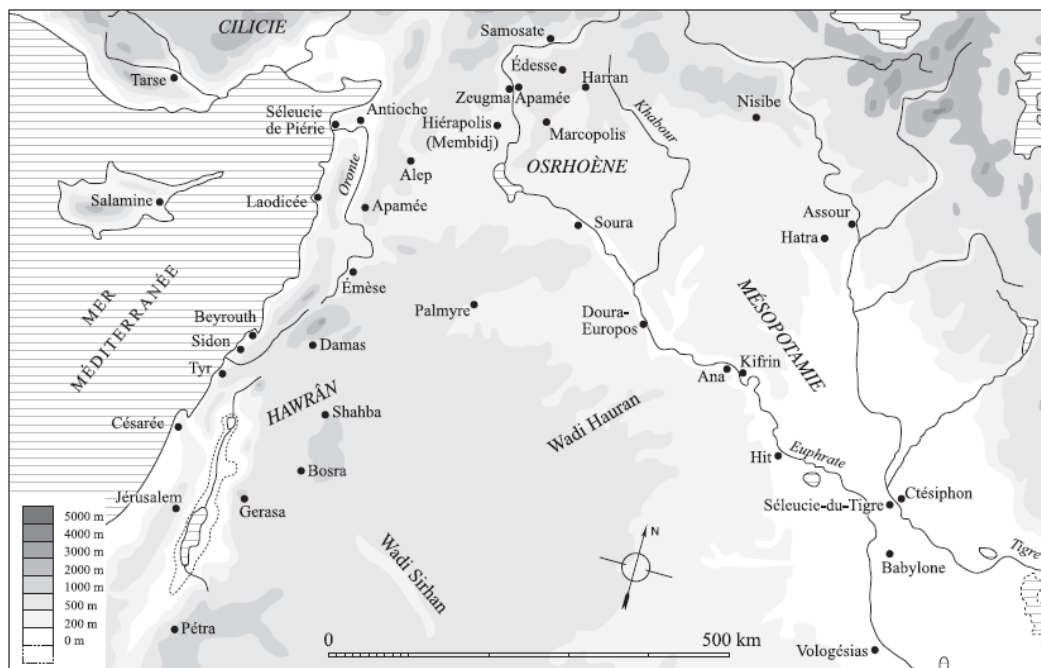 CILICIE
Samosate
Tarse
Édesse
Harran
Zeugma
Apamée
Antioche
Séleucie
de Piérie
Hiérapolis
(Membidj)
Marcopolis
Khabour
Nisibe
OSRHOÈNE
Oronte
Alep
Salamine
Laodicée
Apamée
Soura
Assour
Hatra
MER
MÉDITERRANÉE
Émèse
Palmyre
Doura-
Europos
MÉSOPOTAMIE
Beyrouth
Sidon
Damas
Tyr
Ana
Kifrin
HAWRÂN
Shahba
Césarée
Wadi Hauran
Bosra
Hit
Euphrate
Jérusalem
Gerasa
Séleucie-du-Tigre
Ctésiphon
5000 m
4000 m
3000 m
2000 m
1000 m
500 m
200 m
0 m
N
Wadi Sirhan
Tigre
Babylone
Pétra
0
500 km
Vologésias